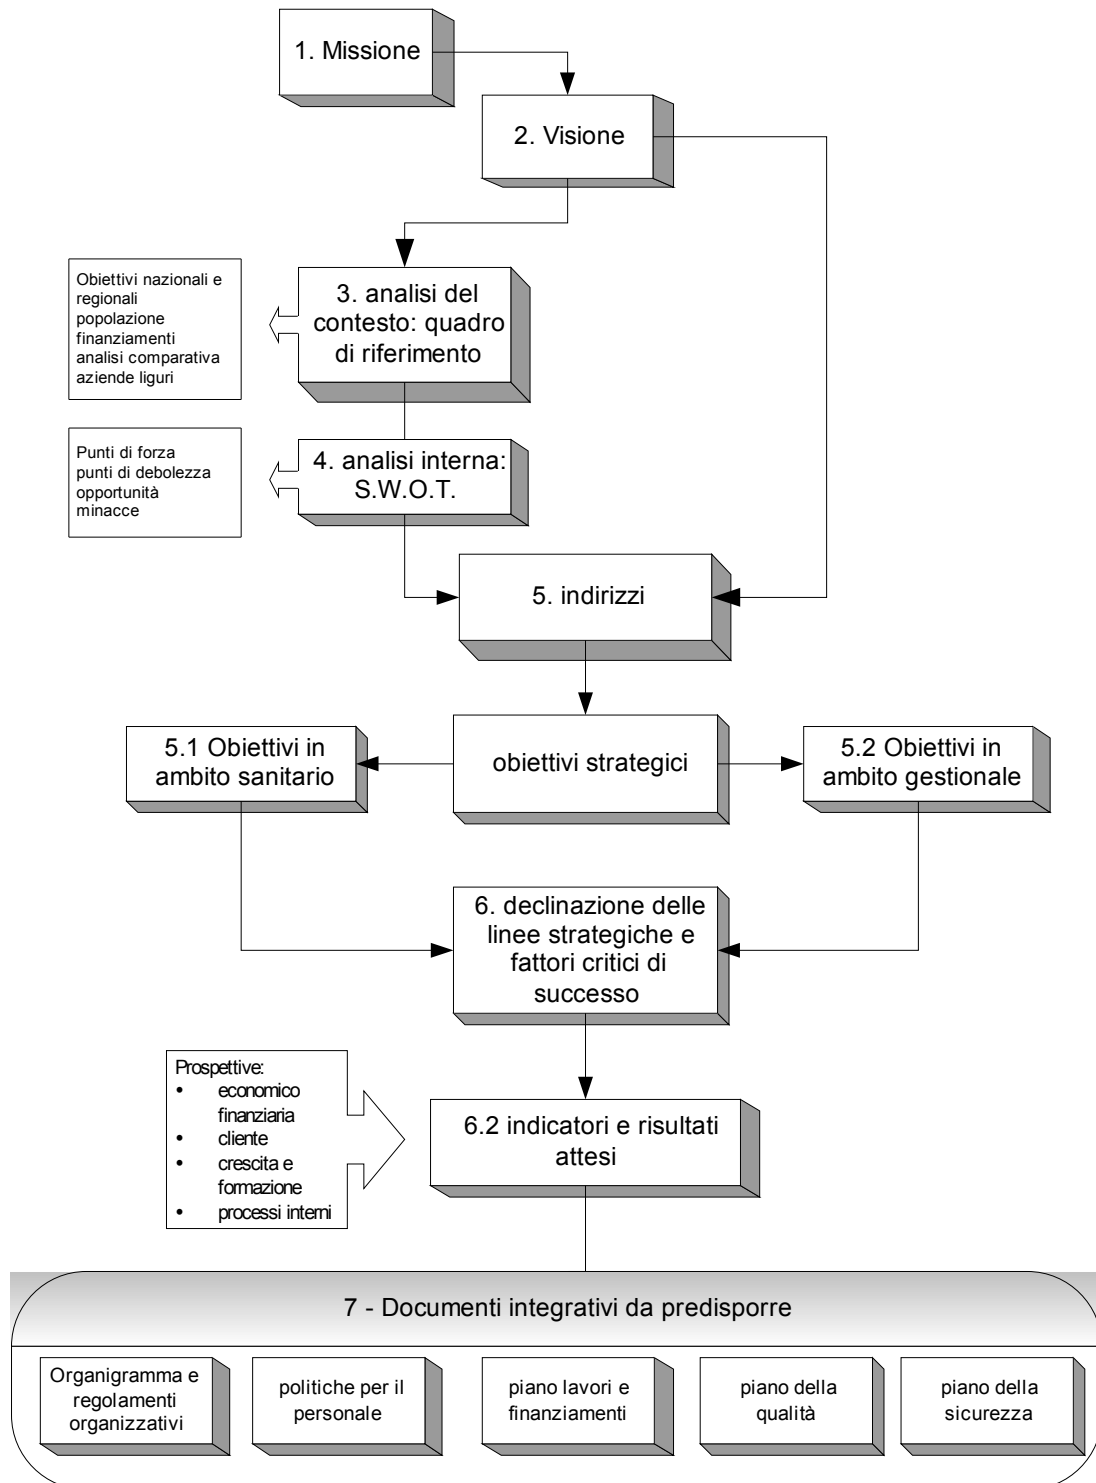 1. Missione
2. Visione
Obiettivi nazionali e
regionali
popolazione
finanziamenti
analisi comparativa
aziende liguri
3. analisi del
contesto: quadro
di riferimento
Punti di forza
punti di debolezza
opportunità
minacce
4. analisi interna:
S.W.O.T.
5. indirizzi
5.1 Obiettivi in
ambito sanitario
obiettivi strategici
5.2 Obiettivi in
ambito gestionale
6. declinazione delle
linee strategiche e
fattori critici di
successo
Prospettive:
• economico
finanziaria
• cliente
• crescita e
formazione
• processi interni
6.2 indicatori e risultati
attesi
7 - Documenti integrativi da predisporre
Organigramma e
regolamenti
organizzativi
politiche per il
personale
piano lavori e
finanziamenti
piano della
qualità
piano della
sicurezza